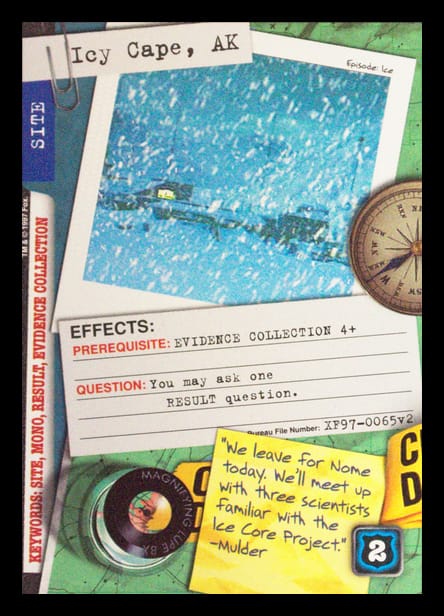 Icy Cape, AK
Episode: Ice
SITE
TM & © 1997 Fox.
KEYWORDS: SITE, MONO, RESULT, EVIDENCE COLLECTION
EFFECTS:
PREREQUISITE: EVIDENCE COLLECTION 4+
QUESTION: You may ask one
RESULT question.
Bureau File Number: XF97-0065v2
"We leave for Nome
today. We'll meet up
with three scientists
familiar with the
Ice Core Project."
-Mulder
MAGNIFYING LUPE 8X
2